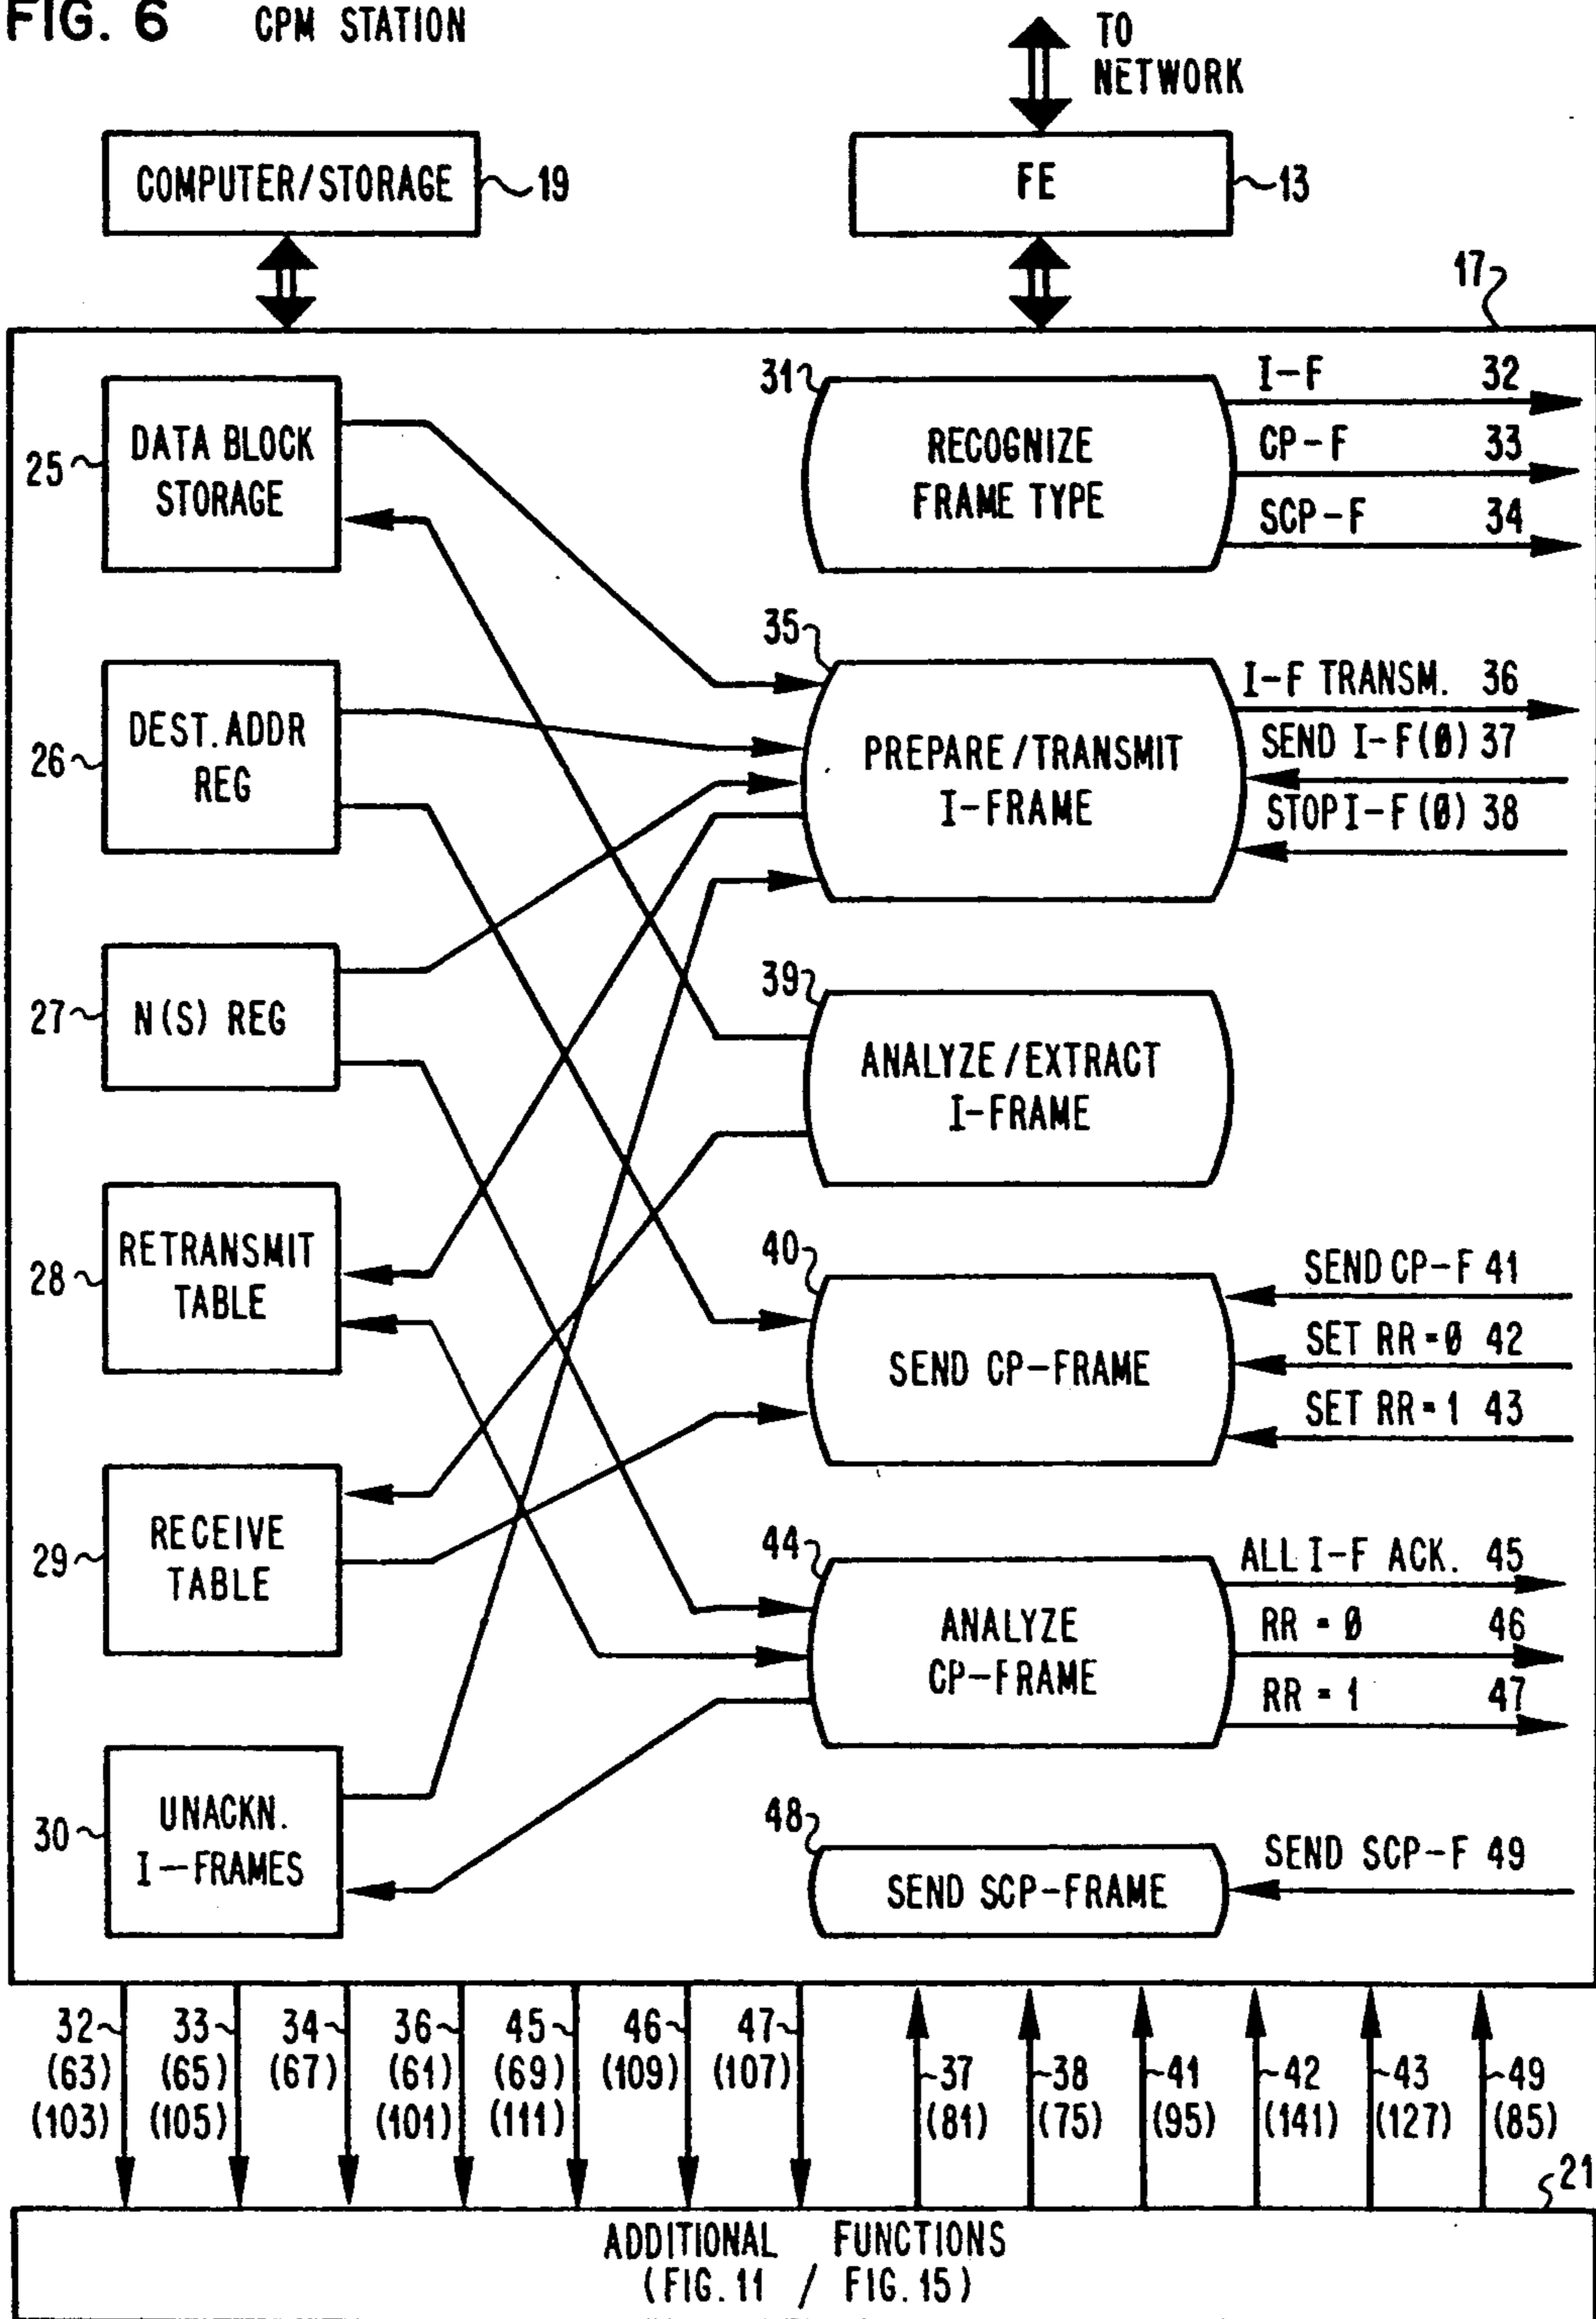 FIG. 6 CPM STATION
TO
NETWORK
COMPUTER/STORAGE 19
FE 13
17
25 DATA BLOCK
STORAGE
31 RECOGNIZE
FRAME TYPE
I-F 32
CP-F 33
SCP-F 34
26 DEST. ADDR
REG
35 PREPARE/TRANSMIT
I-FRAME
I-F TRANSM. 36
SEND I-F(0) 37
STOP I-F(0) 38
27 N(S) REG
39 ANALYZE/EXTRACT
I-FRAME
28 RETRANSMIT
TABLE
40 SEND CP-FRAME
SEND CP-F 41
SET RR=0 42
SET RR=1 43
29 RECEIVE
TABLE
44 ANALYZE
CP-FRAME
ALL I-F ACK. 45
RR = 0 46
RR = 1 47
30 UNACKN.
I-FRAMES
48 SEND SCP-FRAME
SEND SCP-F 49
32 33 34 36 45 46 47
(63) (65) (67) (61) (69) (109) (107)
(103) (105) (101) (111)
37 38 41 42 43 49
(81) (75) (95) (141) (127) (85)
21
ADDITIONAL FUNCTIONS
(FIG. 11 / FIG. 15)